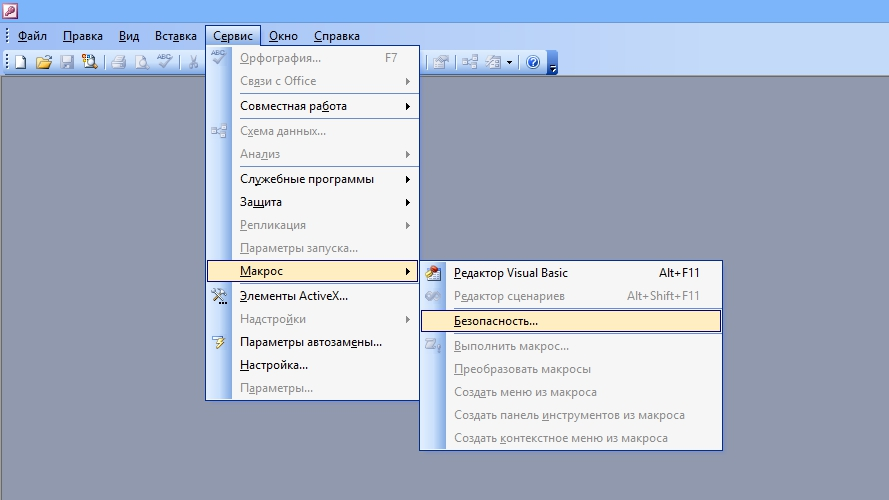 Файл Правка Вид Вставка Сервис Окно Справка
ABC Орфография... F7
ABC
Связи с Office
Совместная работа
Схема данных...
Анализ
Служебные программы
Защита
Репликация
Параметры запуска...
Макрос
Редактор Visual Basic Alt+F11
Элементы ActiveX...
Редактор сценариев Alt+Shift+F11
Надстройки
Безопасность...
Параметры автозамены...
Выполнить макрос...
Настройка...
Преобразовать макросы
Параметры...
Создать меню из макроса
Создать панель инструментов из макроса
Создать контекстное меню из макроса